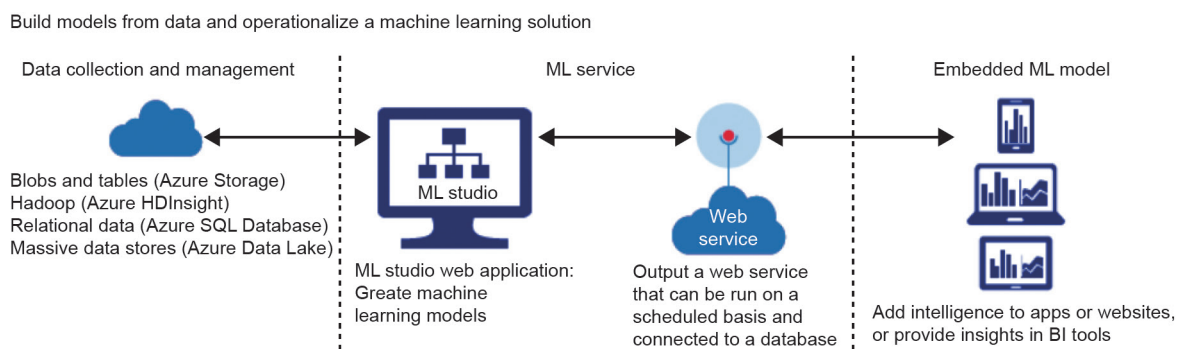 Build models from data and operationalize a machine learning solution
Data collection and management
Blobs and tables (Azure Storage)
Hadoop (Azure HDInsight)
Relational data (Azure SQL Database)
Massive data stores (Azure Data Lake)
ML service
ML studio
ML studio web application:
Greate machine
learning models
Web
service
Output a web service
that can be run on a
scheduled basis and
connected to a database
Embedded ML model
Add intelligence to apps or websites,
or provide insights in BI tools